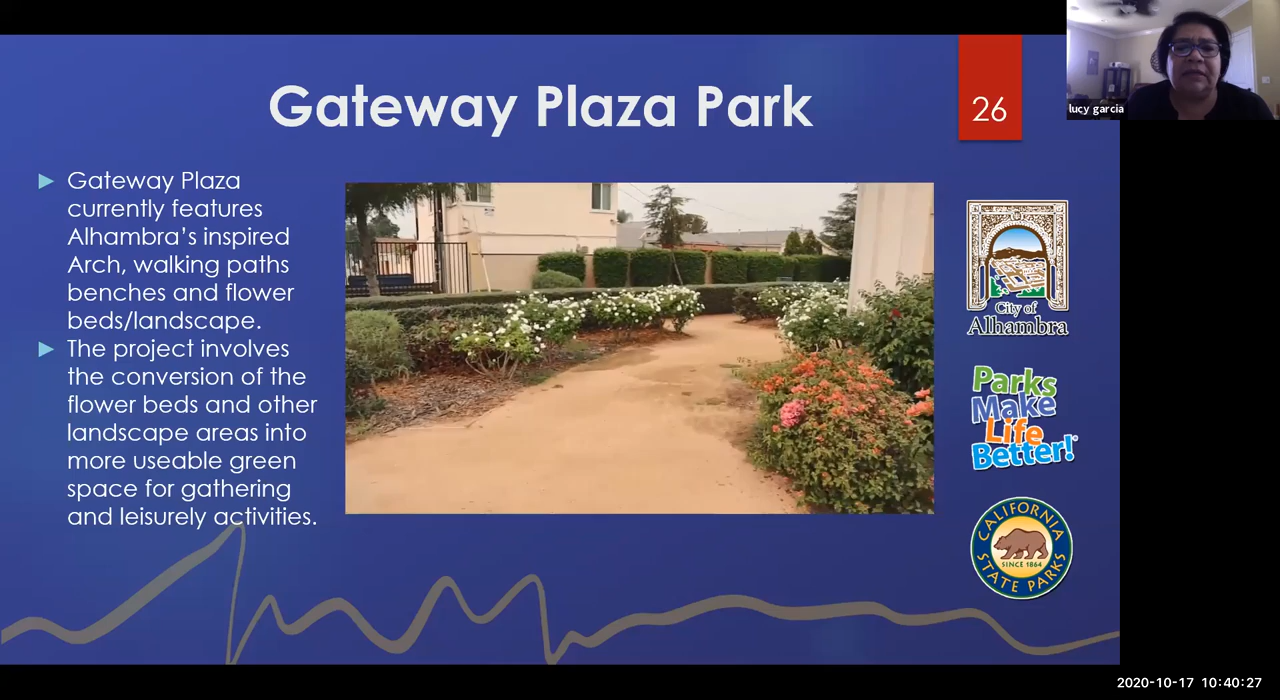 Gateway Plaza Park
26
lucy garcia
► Gateway Plaza
currently features
Alhambra’s inspired
Arch, walking paths
benches and flower
beds/landscape.
► The project involves
the conversion of the
flower beds and other
landscape areas into
more useable green
space for gathering
and leisurely activities.
City of
Alhambra
Parks
Make
Life
Better!
CALIFORNIA
SINCE 1864
STATE PARKS
2020-10-17 10:40:27